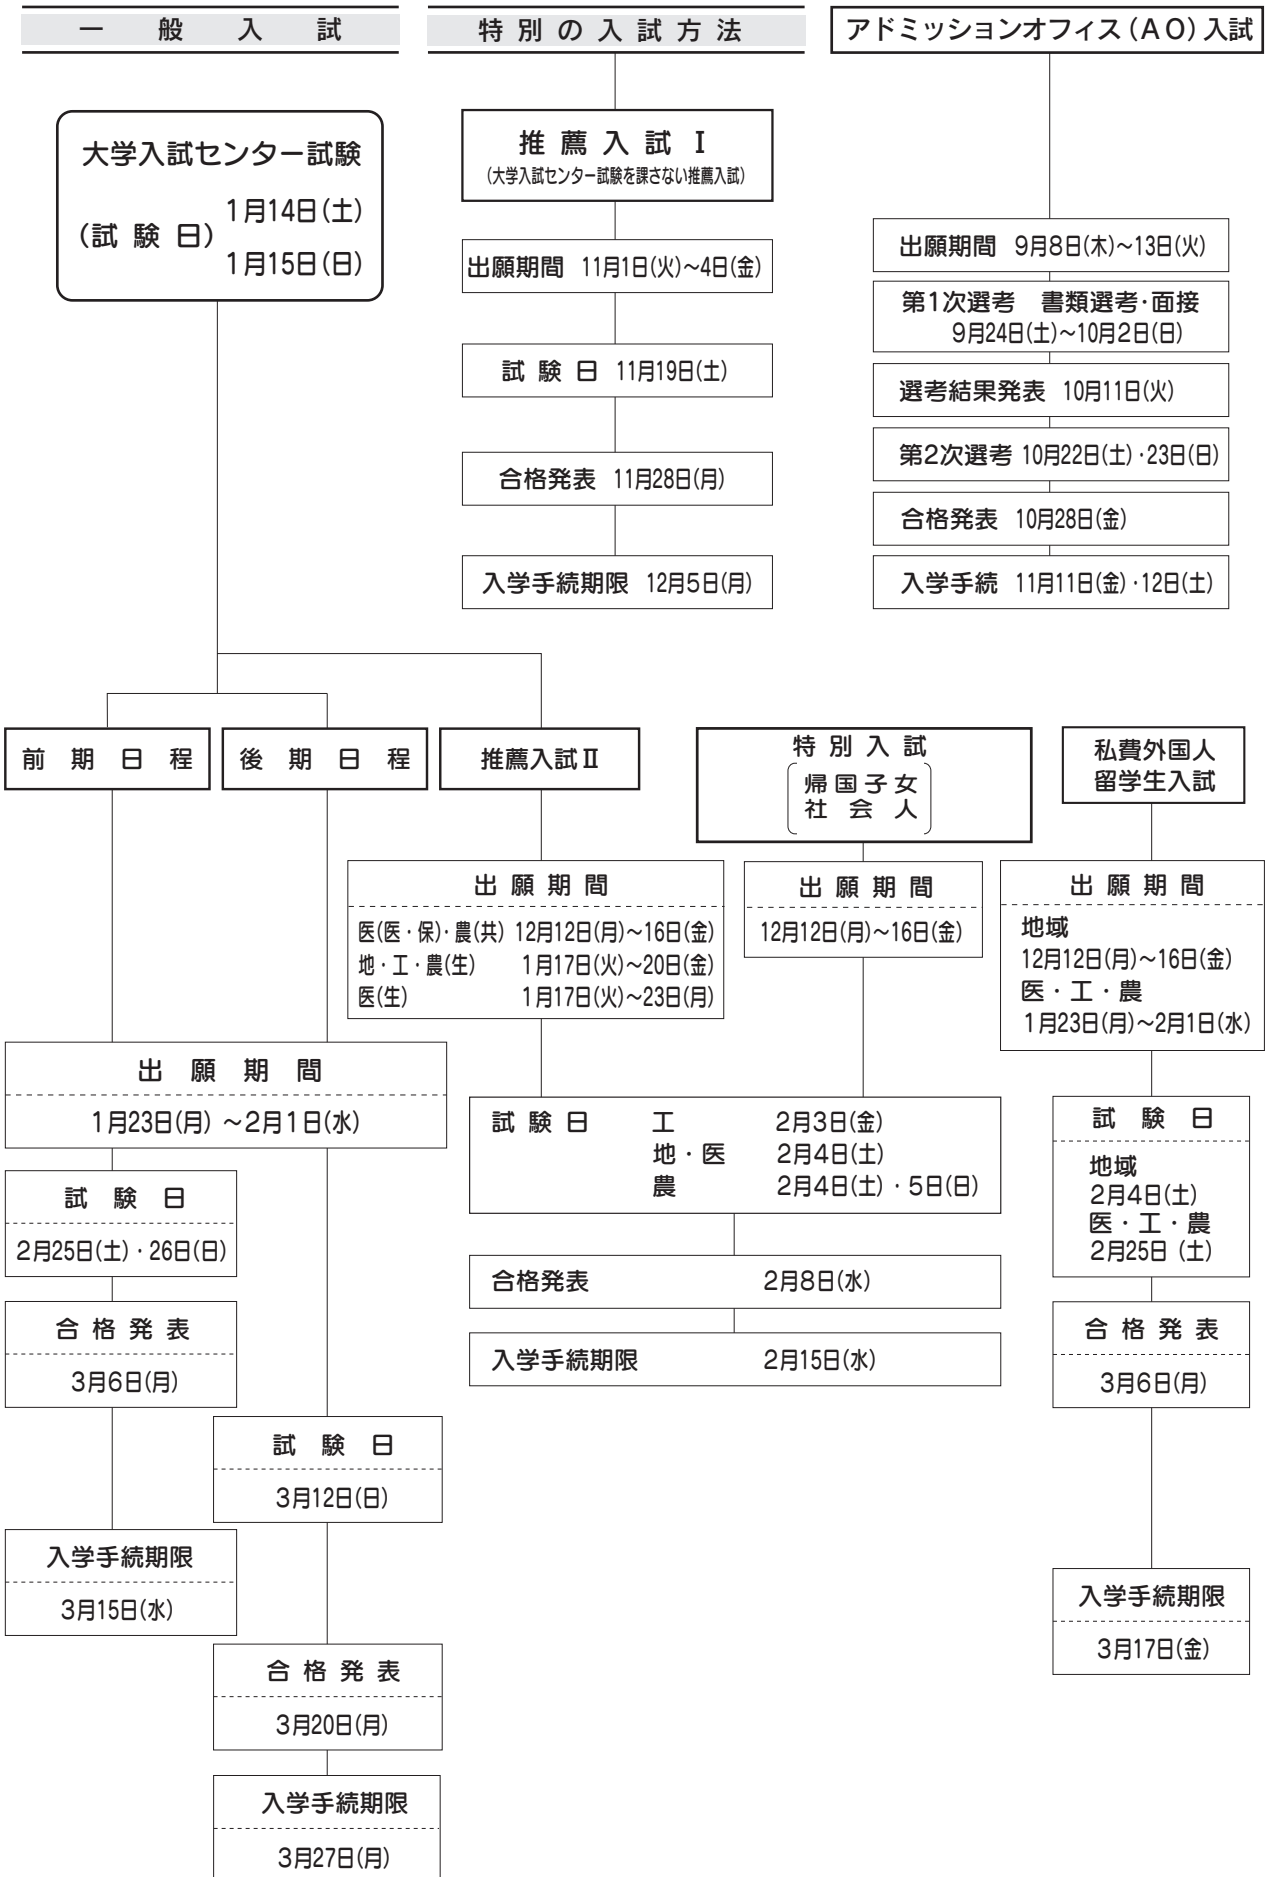 一般入試
特別の入試方法
アドミッションオフィス(AO)入試
大学入試センター試験
(試験日)
1月14日(土)
1月15日(日)
推薦入試Ⅰ
(大学入試センター試験を課さない推薦入試)
出願期間 11月1日(火)~4日(金)
試験日 11月19日(土)
合格発表 11月28日(月)
入学手続期限 12月5日(月)
出願期間 9月8日(木)~13日(火)
第1次選考 書類選考・面接
9月24日(土)~10月2日(日)
選考結果発表 10月11日(火)
第2次選考 10月22日(土)・23日(日)
合格発表 10月28日(金)
入学手続 11月11日(金)・12日(土)
前期日程
後期日程
推薦入試Ⅱ
特別入試
帰国子女
社会人
私費外国人
留学生入試
出願期間
医(医・保)・農(共) 12月12日(月)~16日(金)
地・工・農(生) 1月17日(火)~20日(金)
医(生) 1月17日(火)~23日(月)
出願期間
12月12日(月)~16日(金)
出願期間
地域
12月12日(月)~16日(金)
医・工・農
1月23日(月)~2月1日(水)
出願期間
1月23日(月)~2月1日(水)
試験日
2月25日(土)・26日(日)
合格発表
3月6日(月)
入学手続期限
3月15日(水)
試験日
3月12日(日)
合格発表
3月20日(月)
入学手続期限
3月27日(月)
試験日 工 2月3日(金)
地・医 2月4日(土)
農 2月4日(土)・5日(日)
合格発表 2月8日(水)
入学手続期限 2月15日(水)
試験日
地域
2月4日(土)
医・工・農
2月25日(土)
合格発表
3月6日(月)
入学手続期限
3月17日(金)